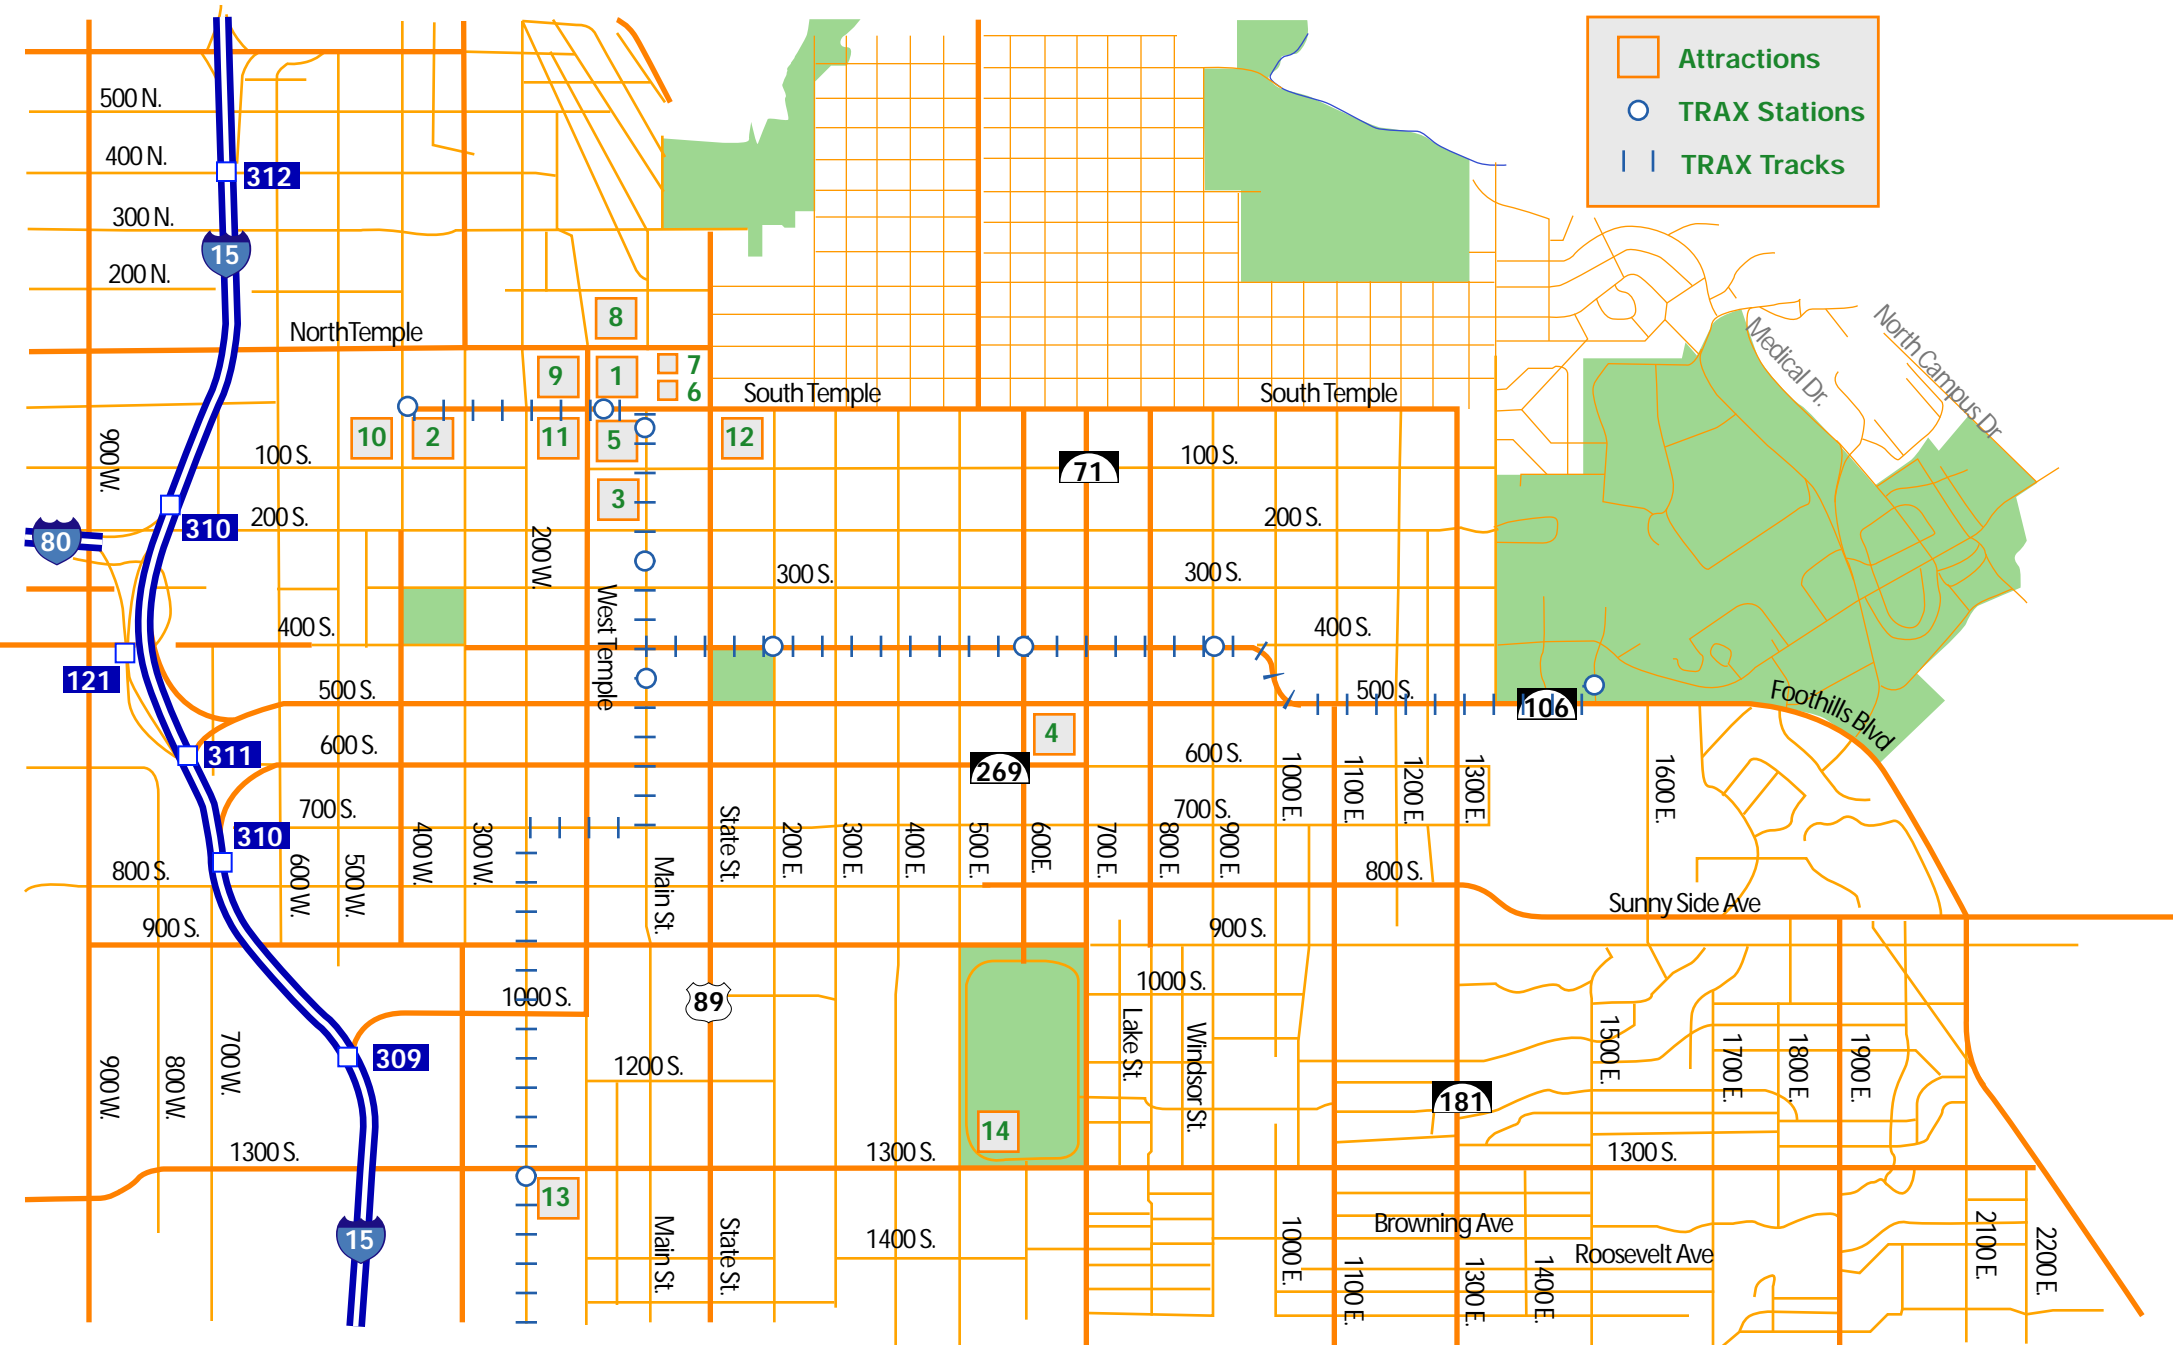 Attractions
TRAX Stations
TRAX Tracks
500 N.
400 N.
312
300 N.
15
200 N.
8
North Temple
9
1
7
6
South Temple
South Temple
Medical Dr.
North Campus Dr
10
2
11
5
12
900 W.
100 S.
71
100 S.
3
310
200 S.
200 S.
80
200 W.
300 S.
300 S.
West Temple
400 S.
400 S.
121
500 S.
500 S.
106
Foothills Blvd
4
311
600 S.
269
600 S.
1000 E.
1100 E.
1200 E.
1300 E.
1600 E.
310
700 S.
700 S.
400 W.
300 W.
State St.
200 E.
300 E.
400 E.
500 E.
600E.
700 E.
800 E.
900 E.
600 W.
500 W.
Main St.
800 S.
800 S.
Sunny Side Ave
900 S.
900 S.
1000 S.
89
1000 S.
Lake St.
Windsor St.
1500 E.
1700 E.
1800 E.
1900 E.
309
900 W.
800 W.
700 W.
1200 S.
181
14
1300 S.
1300 S.
1300 S.
13
15
Main St.
State St.
1400 S.
1000 E.
1100 E.
Browning Ave
1300 E.
1400 E.
Roosevelt Ave
2100 E.
2200 E.